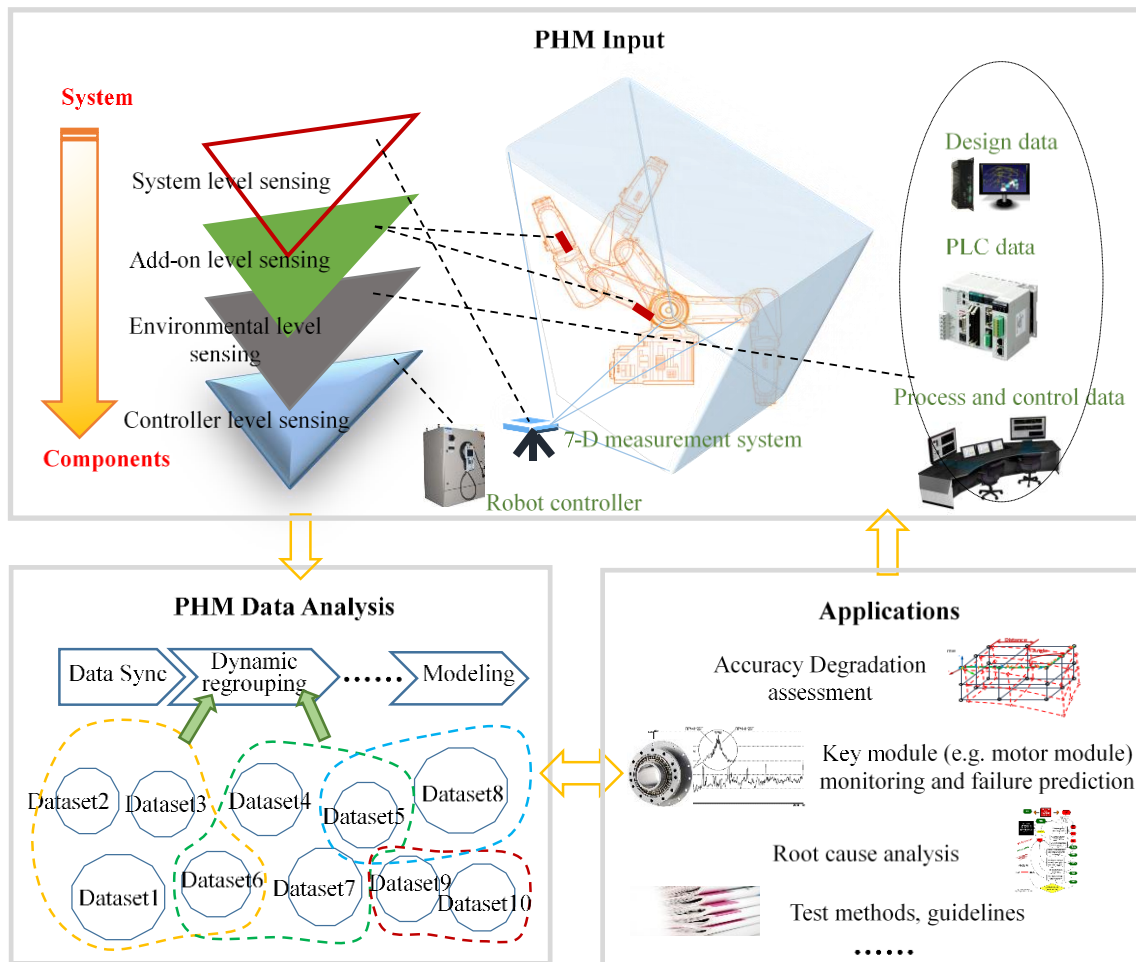 PHM Input
System
System level sensing
Add-on level sensing
Environmental level
sensing
Controller level sensing
Components
Robot controller
7-D measurement system
Design data
PLC data
Process and control data
PHM Data Analysis
Data Sync
Dynamic
regrouping
......
Modeling
Dataset2
Dataset3
Dataset4
Dataset5
Dataset8
Dataset1
Dataset6
Dataset7
Dataset9
Dataset10
Applications
Accuracy Degradation
assessment
Key module (e.g. motor module)
monitoring and failure prediction
Root cause analysis
Test methods, guidelines
......